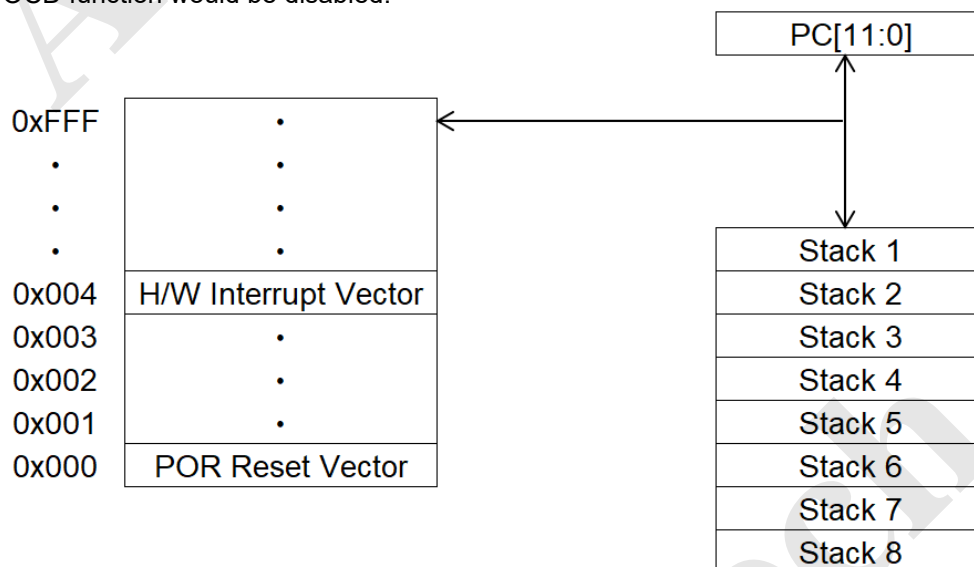 OCD function would be disabled.
PC[11:0]
0xFFF
0x004 H/W Interrupt Vector
0x003
0x002
0x001
0x000 POR Reset Vector
Stack 1
Stack 2
Stack 3
Stack 4
Stack 5
Stack 6
Stack 7
Stack 8